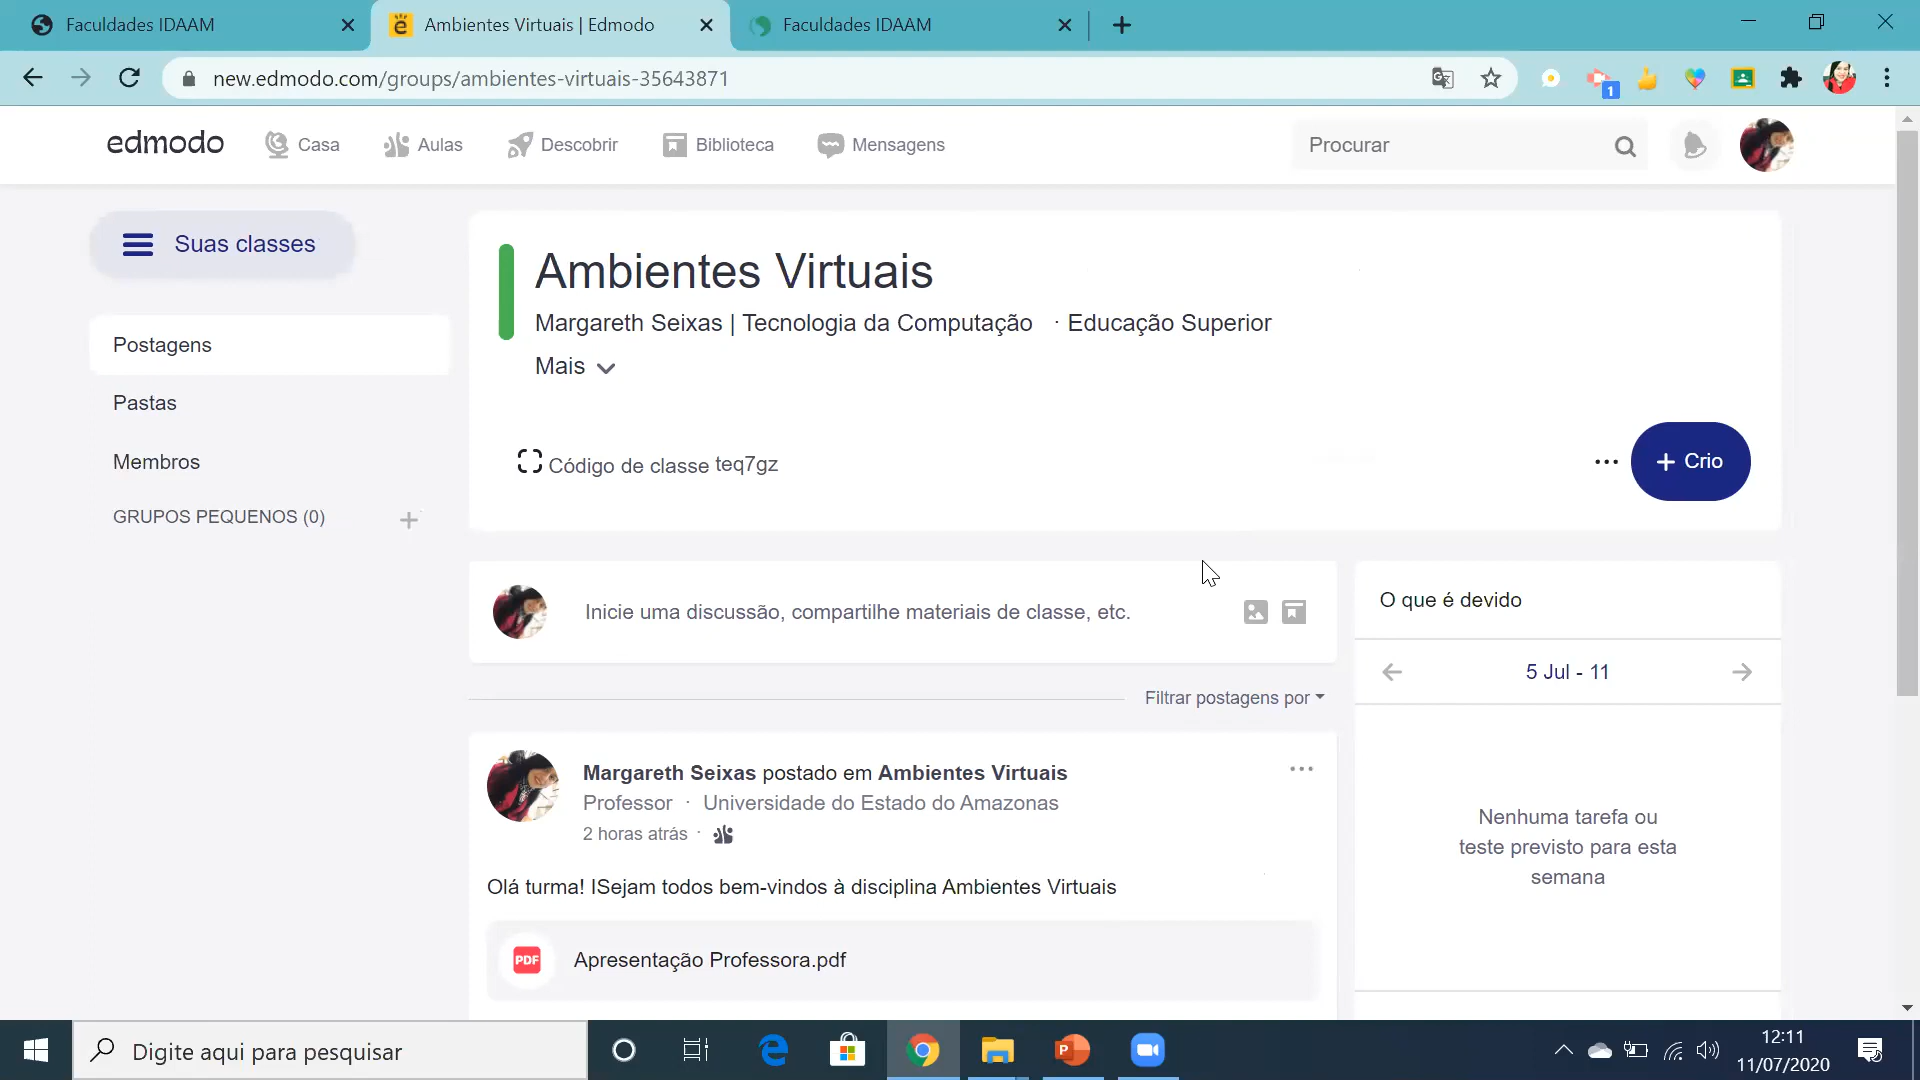 Faculdades IDAAM
Ambientes Virtuais | Edmodo
Faculdades IDAAM
new.edmodo.com/groups/ambientes-virtuais-35643871
1
edmodo
Casa
Aulas
Descobrir
Biblioteca
Mensagens
Procurar
Suas classes
Postagens
Pastas
Membros
GRUPOS PEQUENOS (0)
Ambientes Virtuais
Margareth Seixas | Tecnologia da Computação · Educação Superior
Mais
Código de classe teq7gz
Crio
Inicie uma discussão, compartilhe materiais de classe, etc.
Filtrar postagens por
Margareth Seixas postado em Ambientes Virtuais
Professor · Universidade do Estado do Amazonas
2 horas atrás ·
Olá turma! ISejam todos bem-vindos à disciplina Ambientes Virtuais
PDF
Apresentação Professora.pdf
O que é devido
5 Jul - 11
Nenhuma tarefa ou
teste previsto para esta
semana
Digite aqui para pesquisar
12:11
11/07/2020